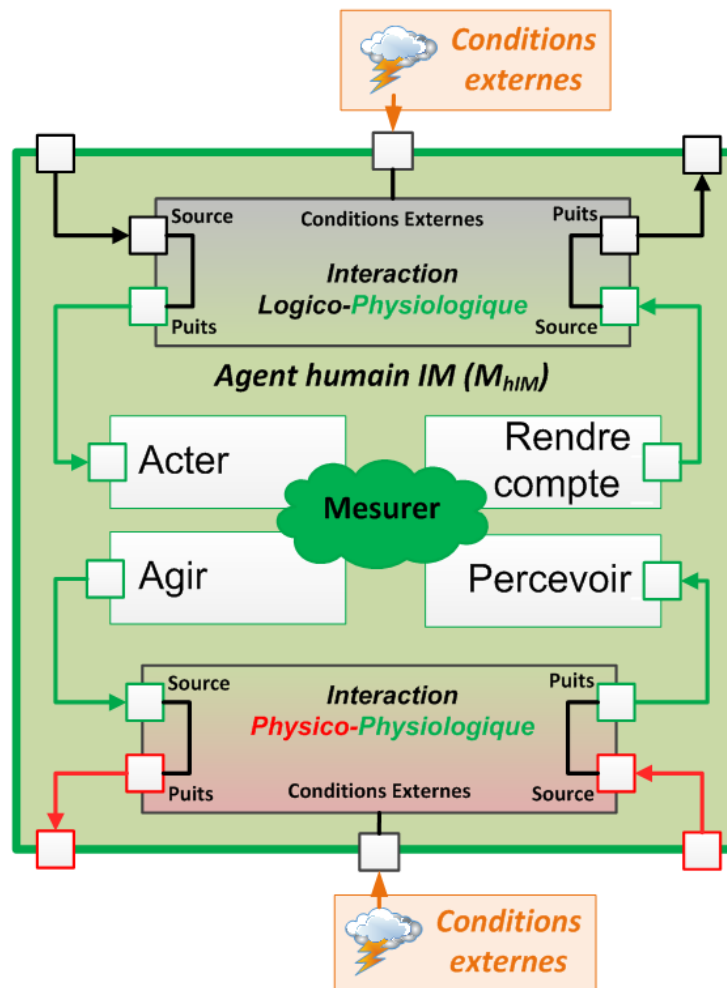 Conditions
externes
Source
Conditions Externes
Puits
Interaction
Logico-Physiologique
Puits
Source
Agent humain IM (MhIM)
Acter
Rendre
compte
Mesurer
Agir
Percevoir
Source
Interaction
Puits
Physico-Physiologique
Puits
Conditions Externes
Source
Conditions
externes